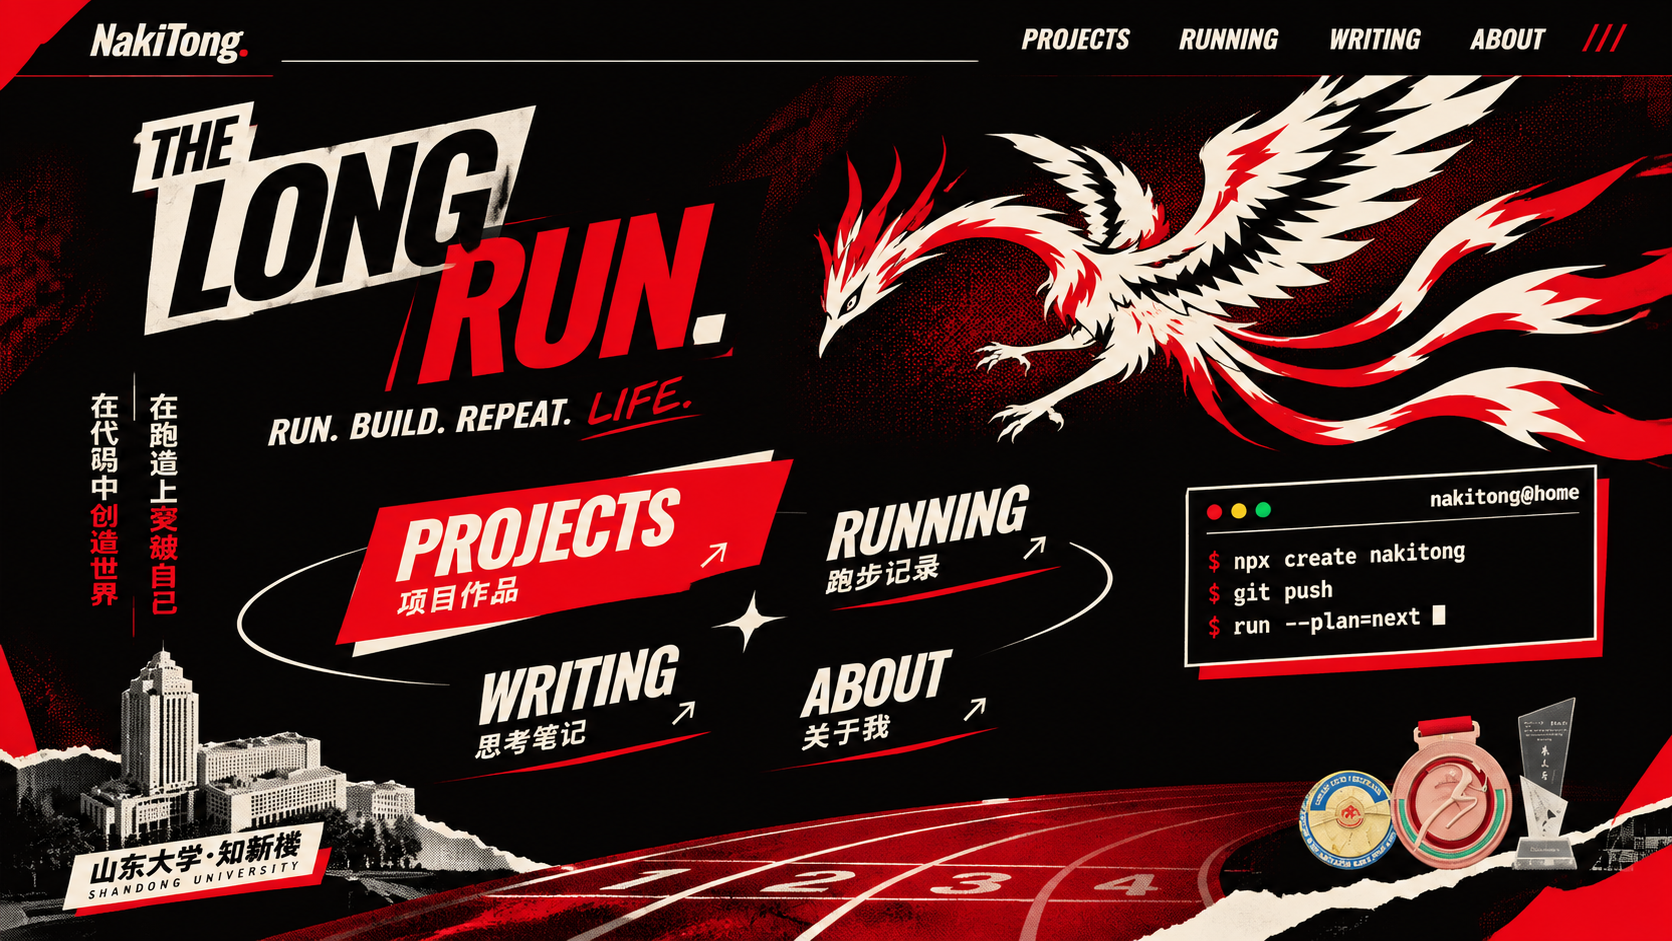 NakiTong.
PROJECTS
RUNNING
WRITING
ABOUT
///
THE
LONG
RUN.
RUN. BUILD. REPEAT. LIFE.
在跑造上变破自己
在代码中创造世界
PROJECTS
项目作品
RUNNING
跑步记录
WRITING
思考笔记
ABOUT
关于我
nakitong@home
$ npx create nakitong
$ git push
$ run --plan=next
山东大学·知新楼
SHANDONG UNIVERSITY
1 2 3 4